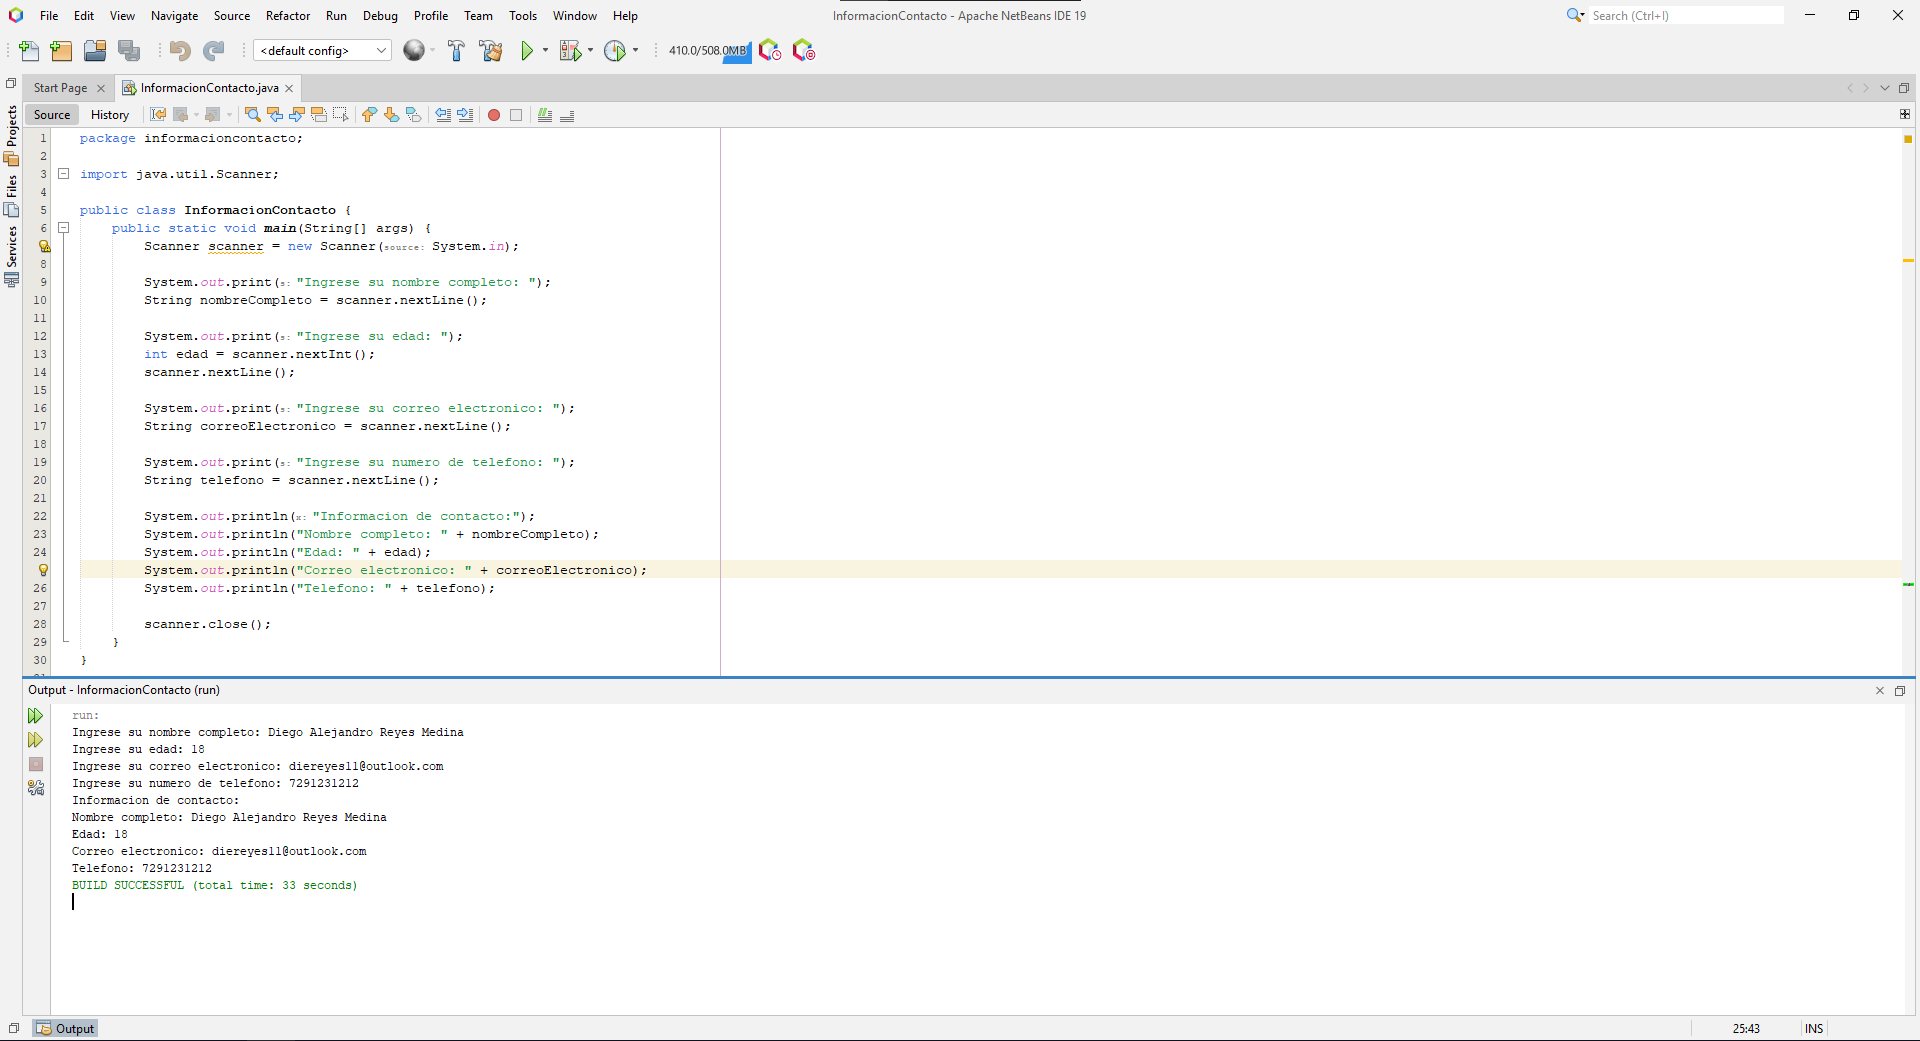 File Edit View Navigate Source Refactor Run Debug Profile Team Tools Window Help InformacionContacto - Apache NetBeans IDE 19 Search (Ctrl+I)
<default config> 410.0/508.0MB
Start Page InformacionContacto.java
Source History
Projects
Files
Services
1 package informacioncontacto;
2
3 import java.util.Scanner;
4
5 public class InformacionContacto {
6 public static void main(String[] args) {
Scanner scanner = new Scanner(source: System.in);
8
9 System.out.print(s: "Ingrese su nombre completo: ");
10 String nombreCompleto = scanner.nextLine();
11
12 System.out.print(s: "Ingrese su edad: ");
13 int edad = scanner.nextInt();
14 scanner.nextLine();
15
16 System.out.print(s: "Ingrese su correo electronico: ");
17 String correoElectronico = scanner.nextLine();
18
19 System.out.print(s: "Ingrese su numero de telefono: ");
20 String telefono = scanner.nextLine();
21
22 System.out.println(x: "Informacion de contacto:");
23 System.out.println("Nombre completo: " + nombreCompleto);
24 System.out.println("Edad: " + edad);
System.out.println("Correo electronico: " + correoElectronico);
26 System.out.println("Telefono: " + telefono);
27
28 scanner.close();
29 }
30 }
Output - InformacionContacto (run)
run:
Ingrese su nombre completo: Diego Alejandro Reyes Medina
Ingrese su edad: 18
Ingrese su correo electronico: diereyes11@outlook.com
Ingrese su numero de telefono: 7291231212
Informacion de contacto:
Nombre completo: Diego Alejandro Reyes Medina
Edad: 18
Correo electronico: diereyes11@outlook.com
Telefono: 7291231212
BUILD SUCCESSFUL (total time: 33 seconds)
Output 25:43 INS